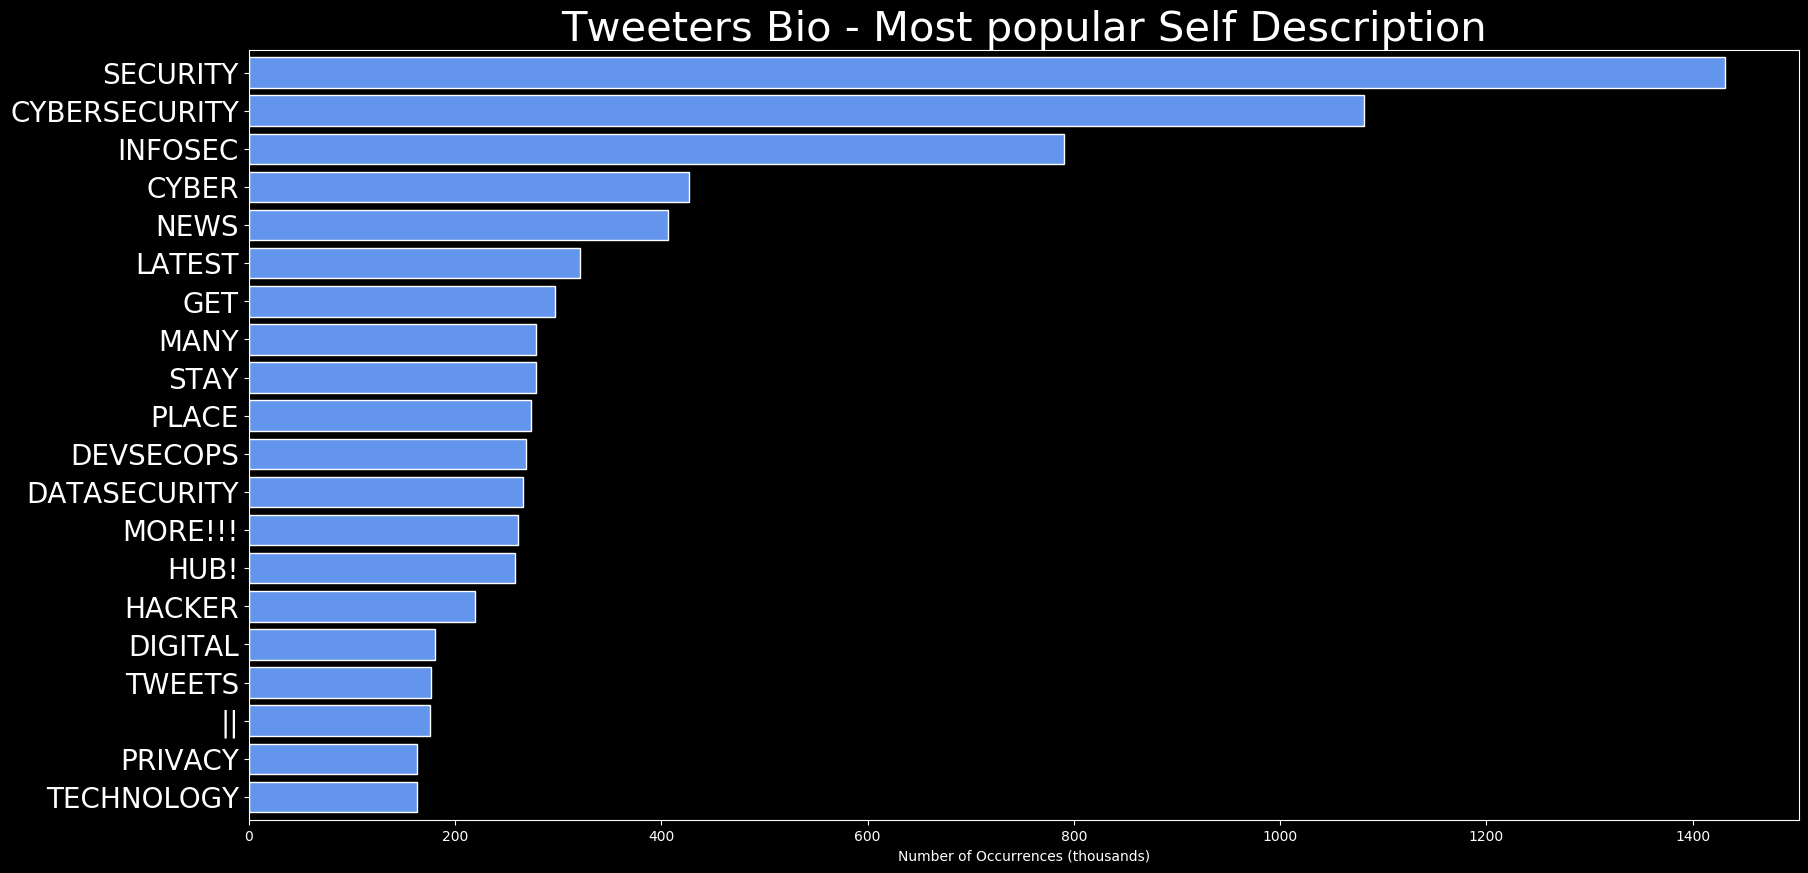 Tweeters Bio - Most popular Self Description
SECURITY
CYBERSECURITY
INFOSEC
CYBER
NEWS
LATEST
GET
MANY
STAY
PLACE
DEVSECOPS
DATASECURITY
MORE!!!
HUB!
HACKER
DIGITAL
TWEETS
||
PRIVACY
TECHNOLOGY
0 200 400 600 800 1000 1200 1400
Number of Occurrences (thousands)